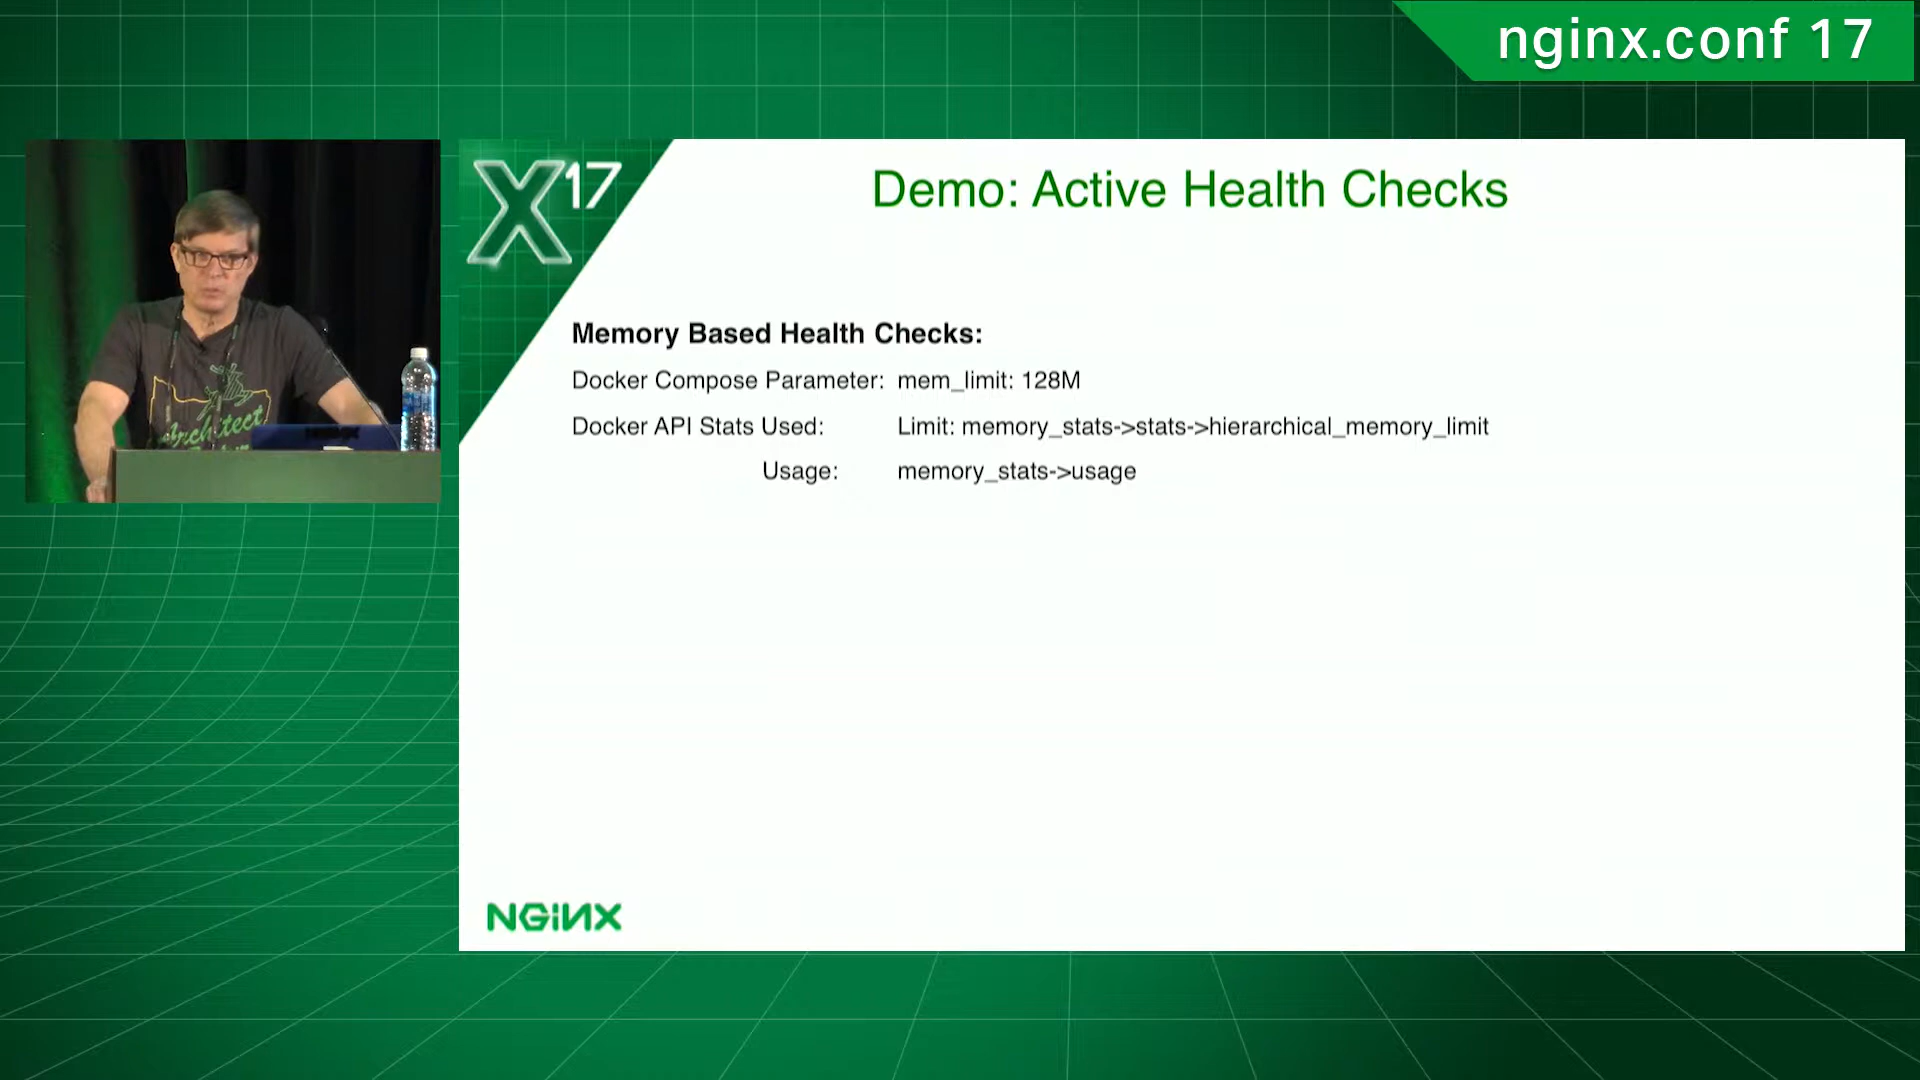 nginx.conf 17
X17
Demo: Active Health Checks
Memory Based Health Checks:
Docker Compose Parameter: mem_limit: 128M
Docker API Stats Used: Limit: memory_stats->stats->hierarchical_memory_limit
Usage: memory_stats->usage
Architect
NGINX